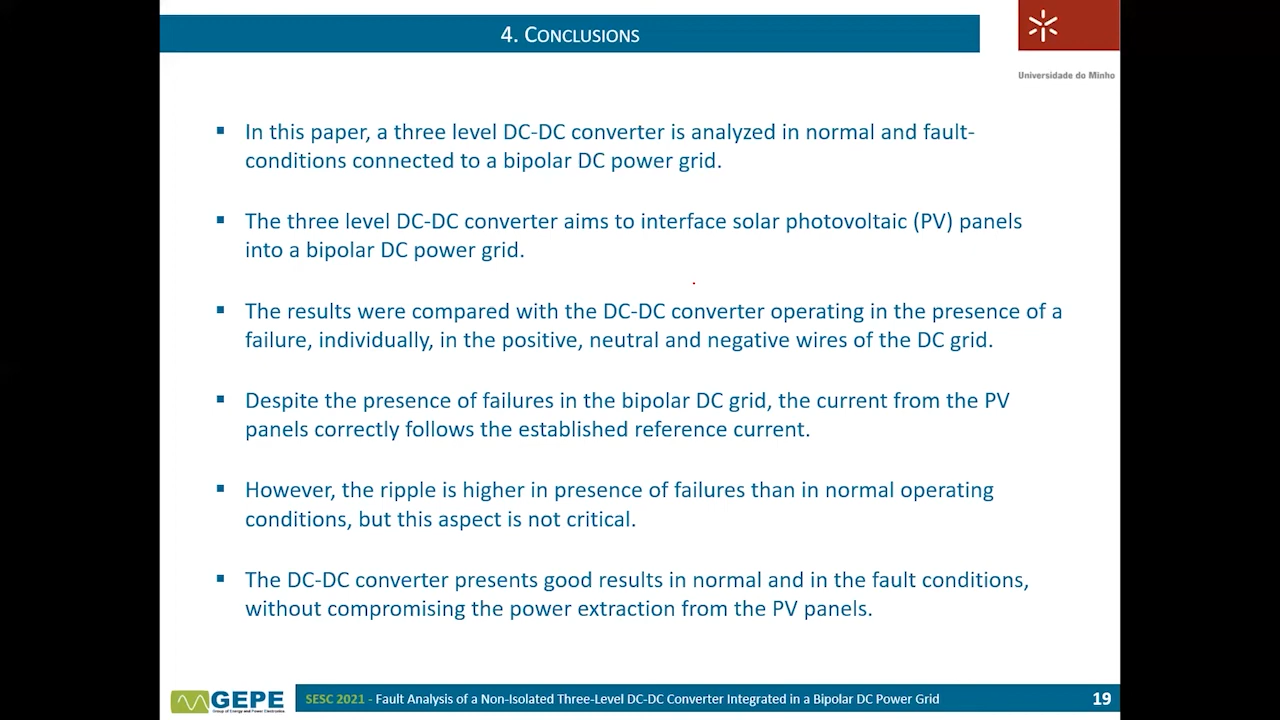 4. CONCLUSIONS
Universidade do Minho
▪ In this paper, a three level DC-DC converter is analyzed in normal and fault-
conditions connected to a bipolar DC power grid.
▪ The three level DC-DC converter aims to interface solar photovoltaic (PV) panels
into a bipolar DC power grid.
▪ The results were compared with the DC-DC converter operating in the presence of a
failure, individually, in the positive, neutral and negative wires of the DC grid.
▪ Despite the presence of failures in the bipolar DC grid, the current from the PV
panels correctly follows the established reference current.
▪ However, the ripple is higher in presence of failures than in normal operating
conditions, but this aspect is not critical.
▪ The DC-DC converter presents good results in normal and in the fault conditions,
without compromising the power extraction from the PV panels.
GEPE
Group of Energy and Power Electronics
SESC 2021 - Fault Analysis of a Non-Isolated Three-Level DC-DC Converter Integrated in a Bipolar DC Power Grid
19